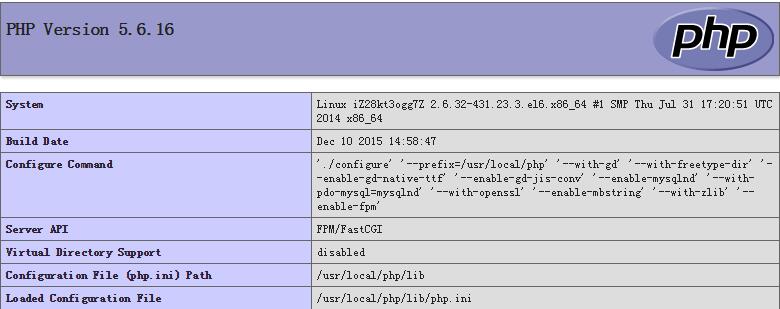 PHP Version 5.6.16
php
System
Linux iZ28kt3ogg7Z 2.6.32-431.23.3.el6.x86_64 #1 SMP Thu Jul 31 17:20:51 UTC
2014 x86_64
Build Date
Dec 10 2015 14:58:47
Configure Command
'./configure' '--prefix=/usr/local/php' '--with-gd' '--with-freetype-dir' '-
-enable-gd-native-ttf' '--enable-gd-jis-conv' '--enable-mysqlnd' '--with-
pdo-mysql=mysqlnd' '--with-openssl' '--enable-mbstring' '--with-zlib' '--
enable-fpm'
Server API
FPM/FastCGI
Virtual Directory Support
disabled
Configuration File (php.ini) Path
/usr/local/php/lib
Loaded Configuration File
/usr/local/php/lib/php.ini